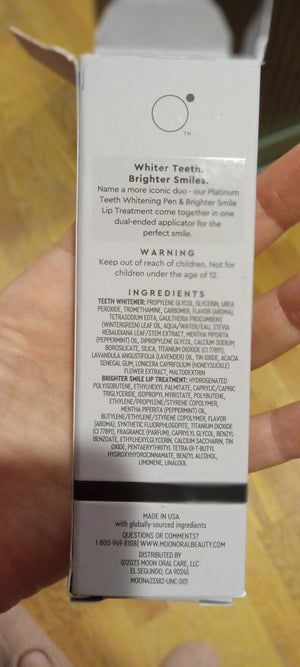 TM
Whiter Teeth.
Brighter Smiles.
Name a more iconic duo - our Platinum
Teeth Whitening Pen & Brighter Smile
Lip Treatment come together in one
dual-ended applicator for the
perfect smile.
WARNING
Keep out of reach of children. Not for
children under the age of 12.
INGREDIENTS
TEETH WHITENER: PROPYLENE GLYCOL, GLYCERIN, UREA
PEROXIDE, TROMETHAMINE, CARBOMER, FLAVOR (AROMA),
TETRASODIUM EDTA, GAULTHERIA PROCUMBENS
(WINTERGREEN) LEAF OIL, AQUA/WATER/EAU, STEVIA
REBAUDIANA LEAF/STEM EXTRACT, MENTHA PIPERITA
(PEPPERMINT) OIL, DIPROPYLENE GLYCOL, CALCIUM SODIUM
BOROSILICATE, SILICA, TITANIUM DIOXIDE (CI 77891),
LAVANDULA ANGUSTIFOLIA (LAVENDER) OIL, TIN OXIDE, ACACIA
SENEGAL GUM, LONICERA CAPRIFOLIUM (HONEYSUCKLE)
FLOWER EXTRACT, MALTODEXTRIN
BRIGHTER SMILE LIP TREATMENT: HYDROGENATED
POLYISOBUTENE, ETHYLHEXYL PALMITATE, CAPRYLIC/CAPRIC
TRIGLYCERIDE, ISOPROPYL MYRISTATE, POLYBUTENE,
ETHYLENE/PROPYLENE/STYRENE COPOLYMER,
MENTHA PIPERITA (PEPPERMINT) OIL,
BUTYLENE/ETHYLENE/STYRENE COPOLYMER, FLAVOR
(AROMA), SYNTHETIC FLUORPHLOGOPITE, TITANIUM DIOXIDE
(CI 77891), FRAGRANCE (PARFUM), CAPRYLYL GLYCOL, BENZYL
BENZOATE, ETHYLHEXYLGLYCERIN, CALCIUM SACCHARIN, TIN
OXIDE, PENTAERYTHRITYL TETRA-DI-T-BUTYL
HYDROXYHYDROCINNAMATE, BENZYL ALCOHOL,
LIMONENE, LINALOOL
MADE IN USA
with globally-sourced ingredients
QUESTIONS OR COMMENTS?
1-800-949-8108 | WWW.MOONORALBEAUTY.COM
DISTRIBUTED BY
©2023 MOON ORAL CARE, LLC
EL SEGUNDO, CA 90245
MOON423382-UNC-001